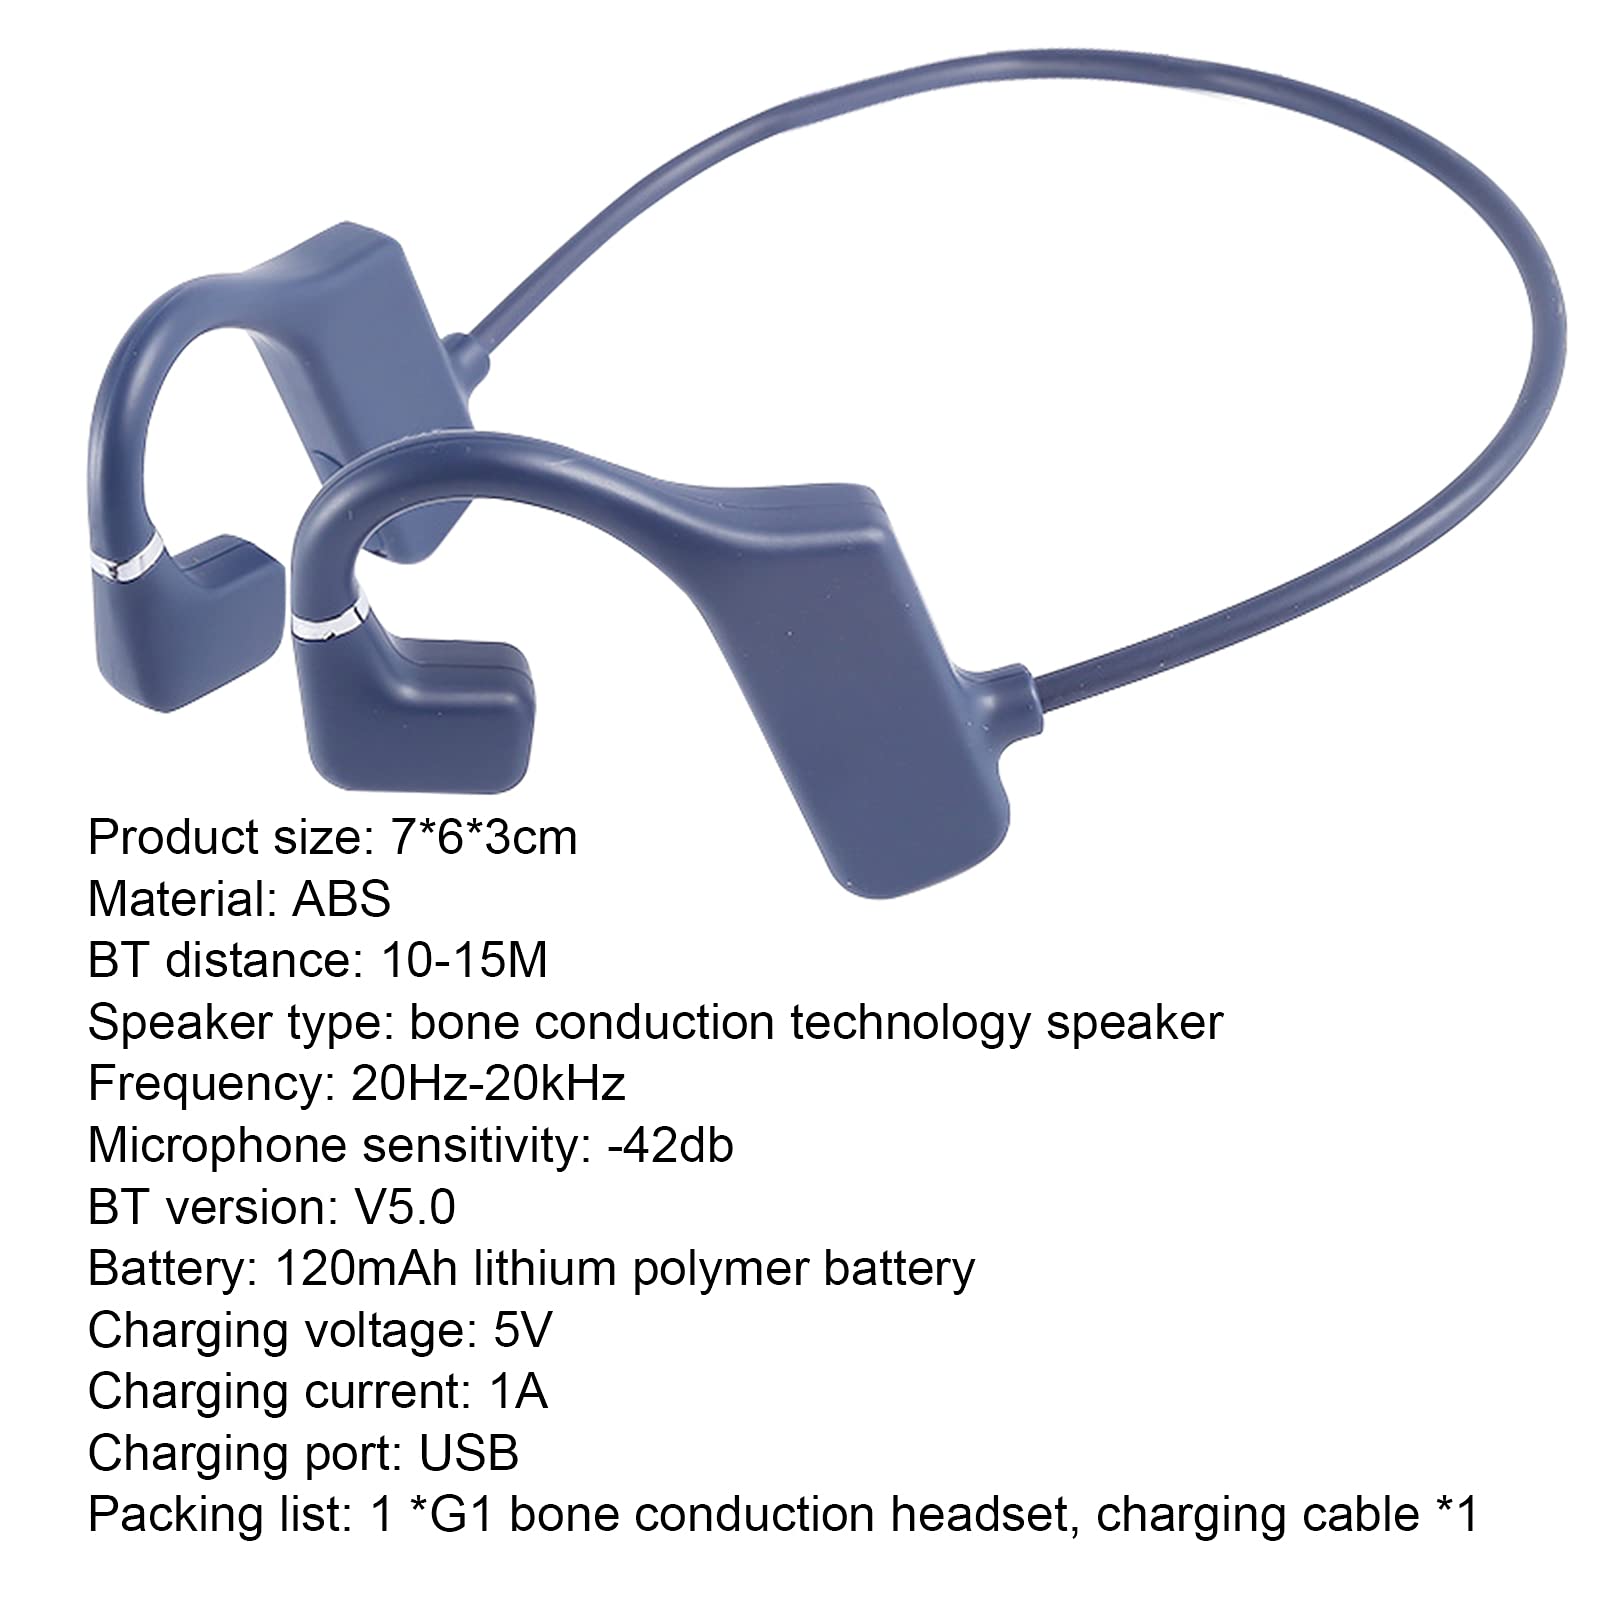 Product size: 7*6*3cm
Material: ABS
BT distance: 10-15M
Speaker type: bone conduction technology speaker
Frequency: 20Hz-20kHz
Microphone sensitivity: -42db
BT version: V5.0
Battery: 120mAh lithium polymer battery
Charging voltage: 5V
Charging current: 1A
Charging port: USB
Packing list: 1 *G1 bone conduction headset, charging cable *1